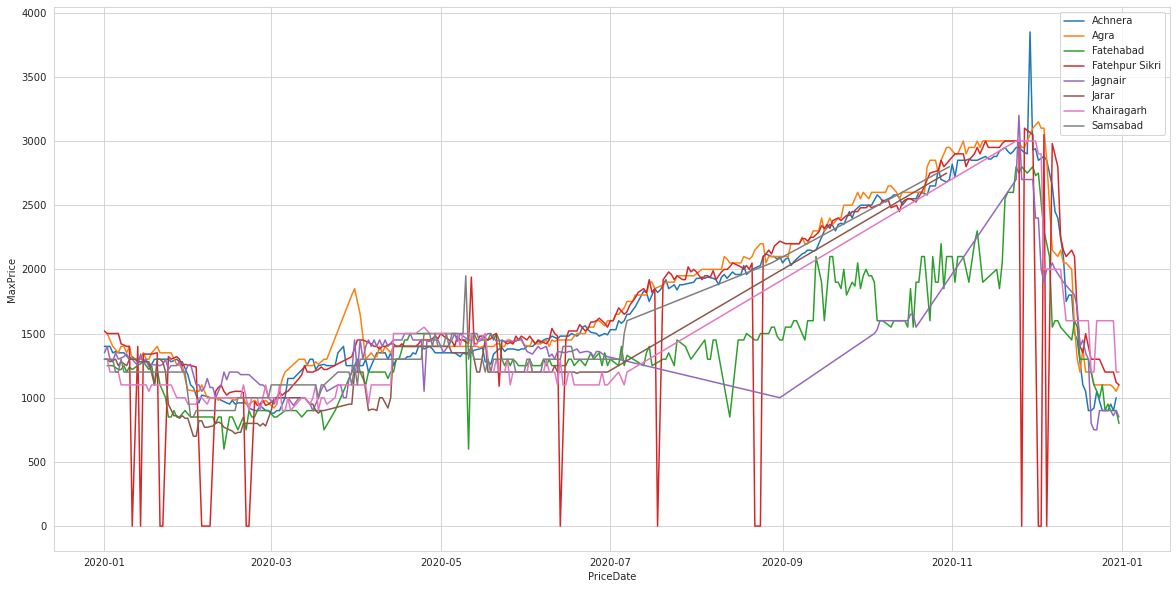 4000
3500
3000
2500
2000
1500
1000
500
0
MaxPrice
2020-01
2020-03
2020-05
2020-07
2020-09
2020-11
2021-01
PriceDate
Achnera
Agra
Fatehabad
Fatehpur Sikri
Jagnair
Jarar
Khairagarh
Samsabad